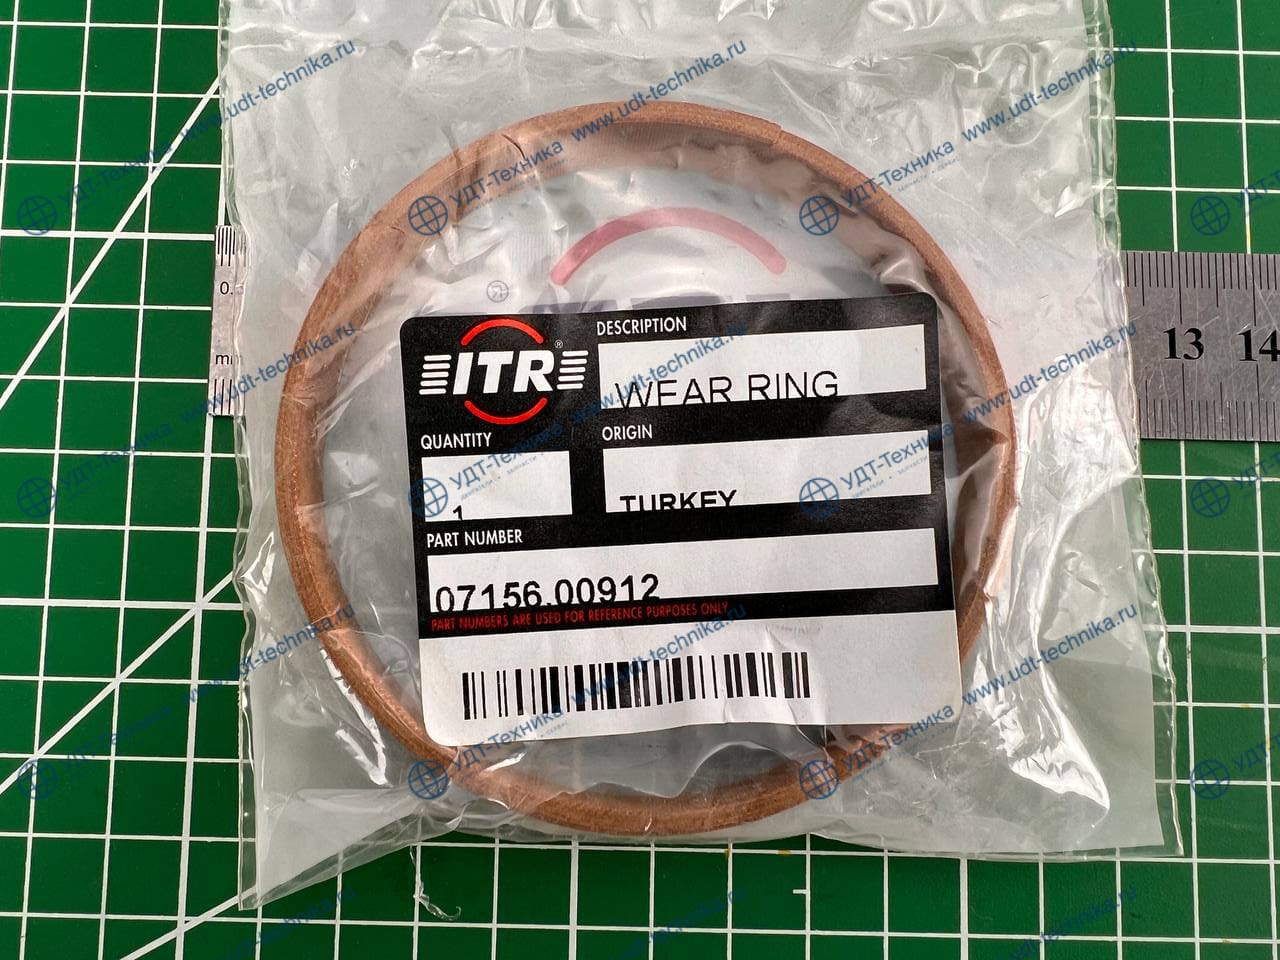 ITR®
DESCRIPTION
WEAR RING
QUANTITY
1
ORIGIN
TURKEY
PART NUMBER
07156.00912
PART NUMBERS ARE USED FOR REFERENCE PURPOSES ONLY
13 14
www.udt-technika.ru
УДТ-Техника